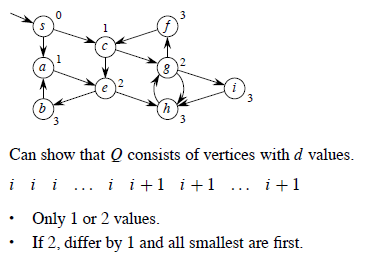 0 3
s 1 f
c
a 1 g 2
e 2 i
b h 3
3 3
Can show that Q consists of vertices with d values.
i i i … i i+1 i+1 … i+1
• Only 1 or 2 values.
• If 2, differ by 1 and all smallest are first.